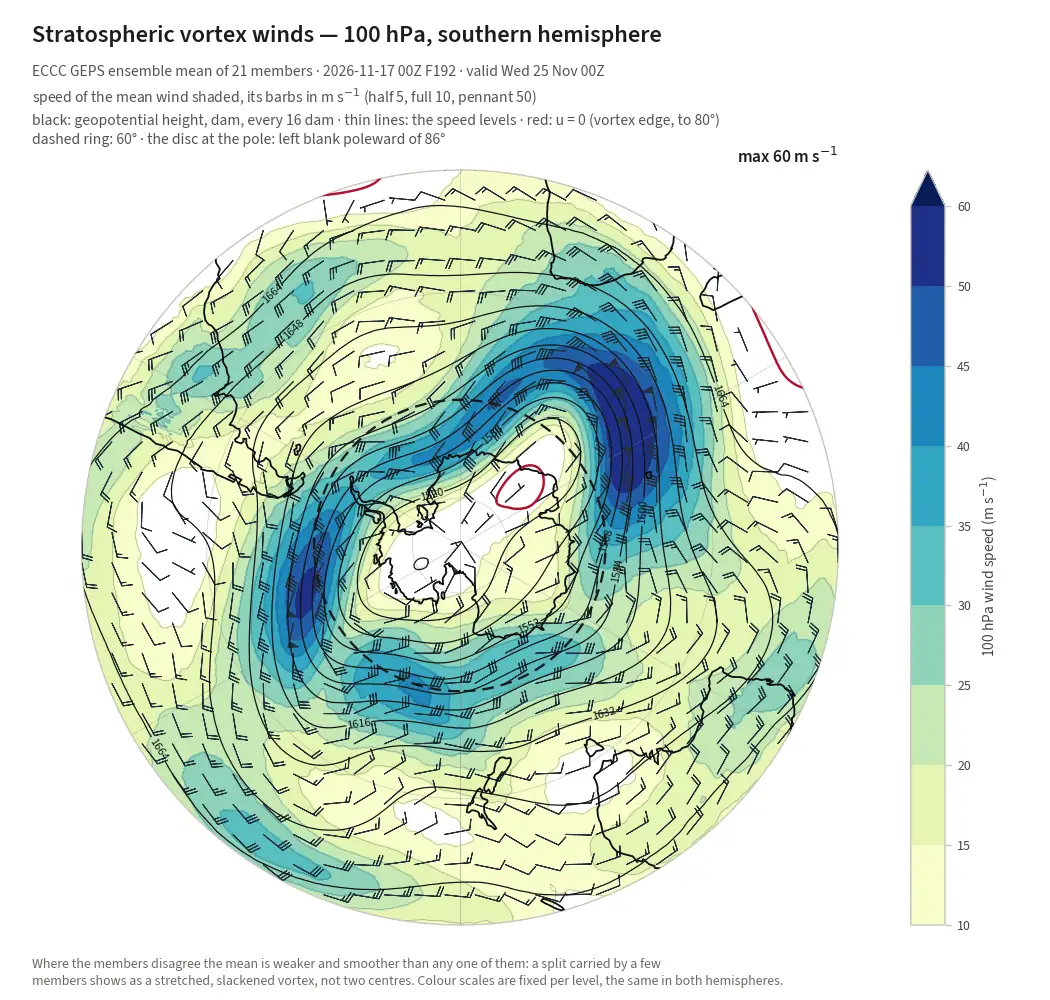 Stratospheric vortex winds — 100 hPa, southern hemisphere
ECCC GEPS ensemble mean of 21 members · 2026-11-17 00Z F192 · valid Wed 25 Nov 00Z
speed of the mean wind shaded, its barbs in m s⁻¹ (half 5, full 10, pennant 50)
black: geopotential height, dam, every 16 dam · thin lines: the speed levels · red: u = 0 (vortex edge, to 80°)
dashed ring: 60° · the disc at the pole: left blank poleward of 86°
max 60 m s⁻¹
60
50
45
40
35
30
25
20
15
10
100 hPa wind speed (m s⁻¹)
1664
1648
1664
1600
1552
1616
1632
1664
Where the members disagree the mean is weaker and smoother than any one of them: a split carried by a few
members shows as a stretched, slackened vortex, not two centres. Colour scales are fixed per level, the same in both hemispheres.